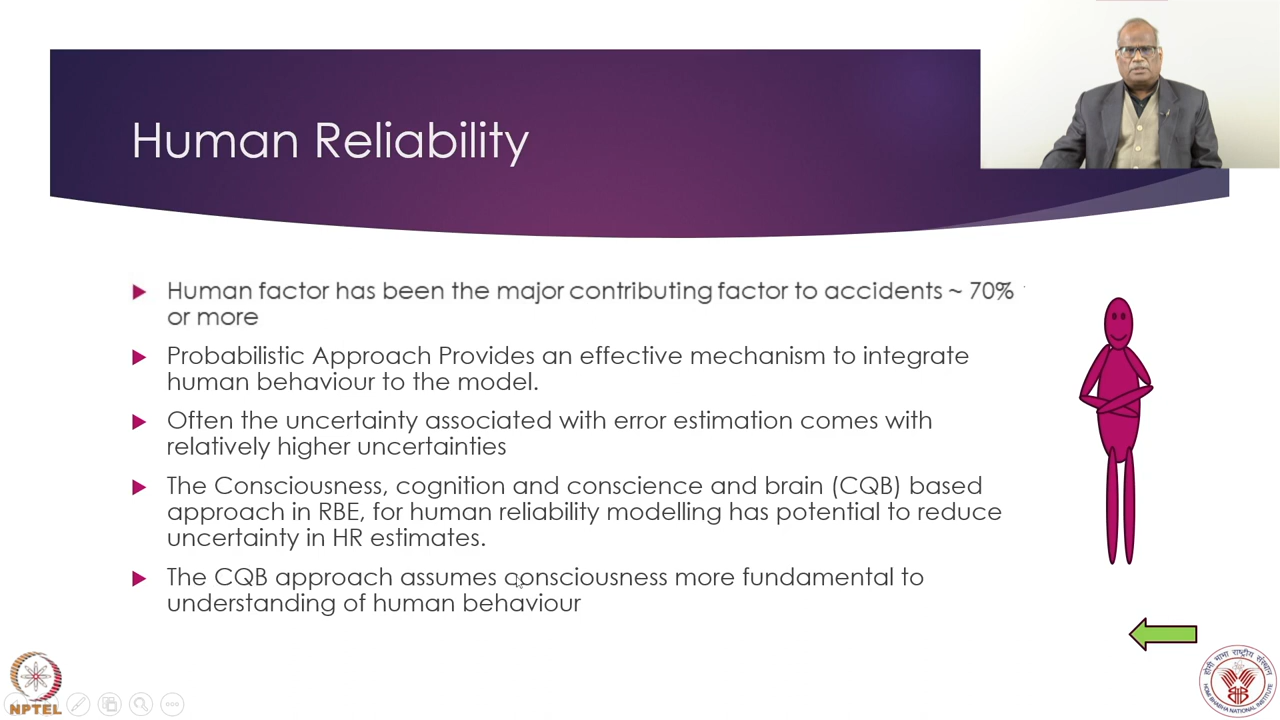 Human Reliability
Human factor has been the major contributing factor to accidents ~ 70%
or more
Probabilistic Approach Provides an effective mechanism to integrate
human behaviour to the model.
Often the uncertainty associated with error estimation comes with
relatively higher uncertainties
The Consciousness, cognition and conscience and brain (CQB) based
approach in RBE, for human reliability modelling has potential to reduce
uncertainty in HR estimates.
The CQB approach assumes consciousness more fundamental to
understanding of human behaviour
NPTEL
होमी भाभा राष्ट्रीय संस्थान
HOMI BHABHA NATIONAL INSTITUTE